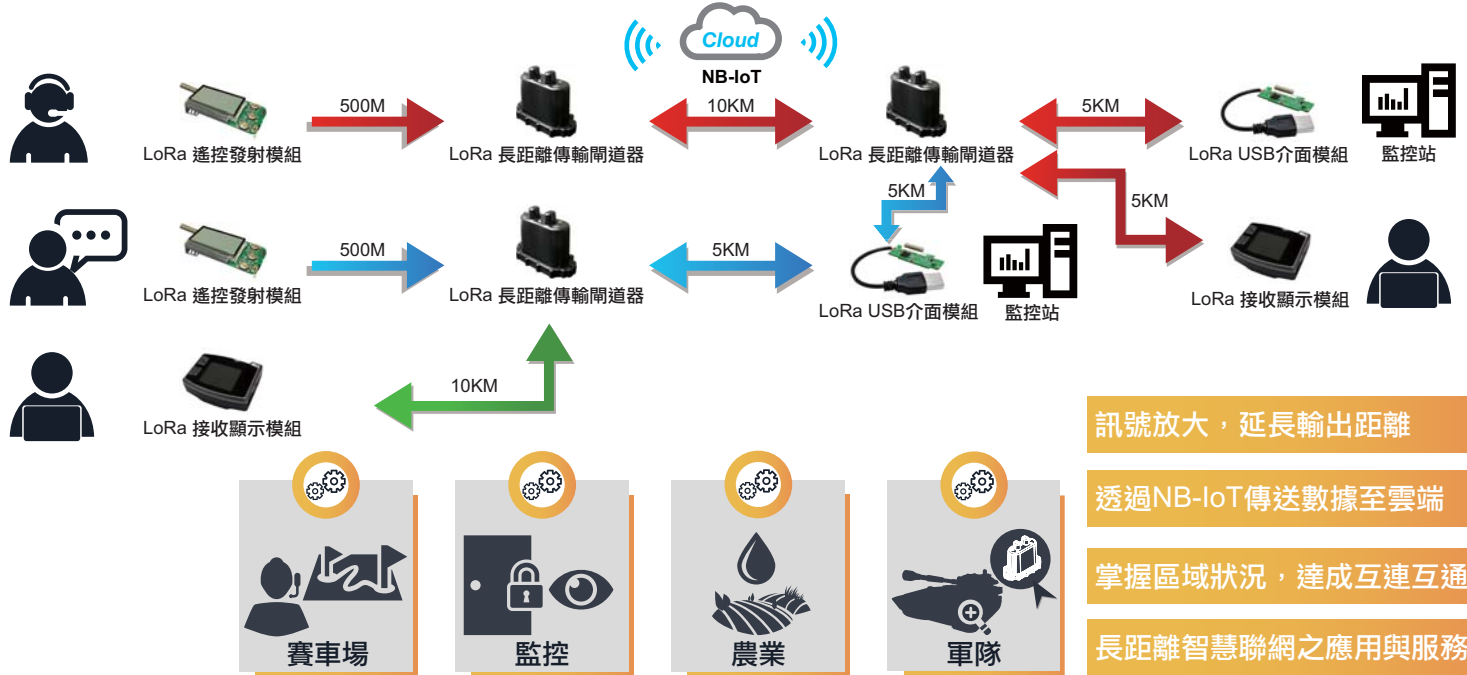 Cloud
NB-IoT
500M
10KM
5KM
LoRa 遙控發射模組
LoRa 長距離傳輸閘道器
LoRa 長距離傳輸閘道器
LoRa USB介面模組
監控站
5KM
5KM
500M
5KM
LoRa 遙控發射模組
LoRa 長距離傳輸閘道器
LoRa USB介面模組
監控站
LoRa 接收顯示模組
10KM
LoRa 接收顯示模組
訊號放大，延長輸出距離
透過NB-IoT傳送數據至雲端
掌握區域狀況，達成互連互通
長距離智慧聯網之應用與服務
賽車場
監控
農業
軍隊